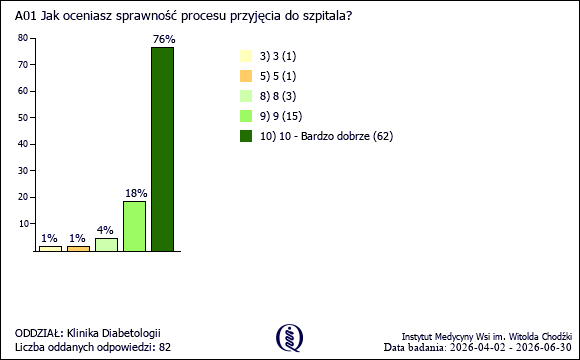 A01 Jak oceniasz sprawność procesu przyjęcia do szpitala?
80
70
60
50
40
30
20
10
1%
1%
4%
18%
76%
3) 3 (1)
5) 5 (1)
8) 8 (3)
9) 9 (15)
10) 10 - Bardzo dobrze (62)
ODDZIAŁ: Klinika Diabetologii
Liczba oddanych odpowiedzi: 82
Instytut Medycyny Wsi im. Witolda Chodźki
Data badania: 2026-04-02 - 2026-06-30